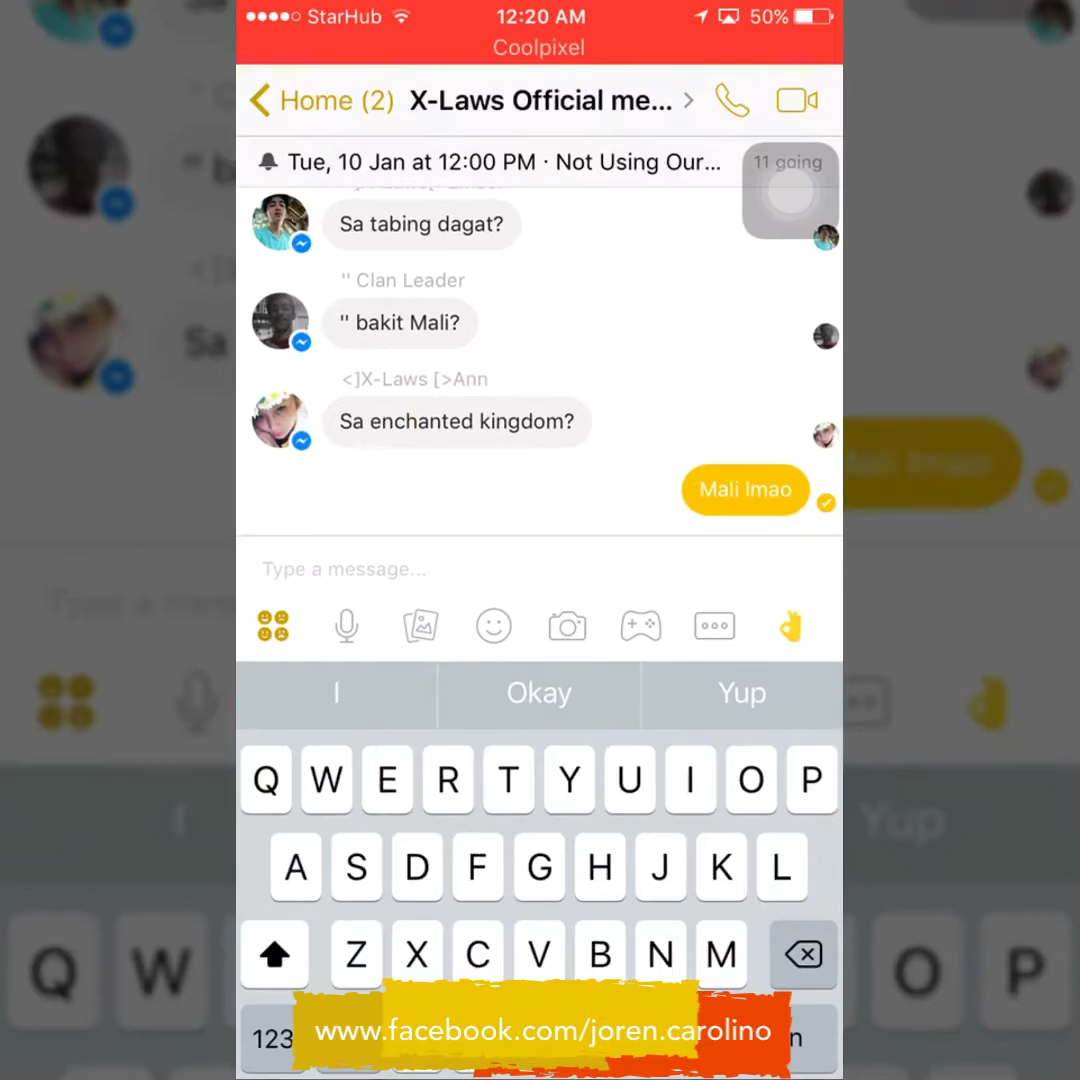 StarHub 12:20 AM 50%
Coolpixel
Home (2) X-Laws Official me...
Tue, 10 Jan at 12:00 PM · Not Using Our... 11 going
Sa tabing dagat?
'' Clan Leader
'' bakit Mali?
<]X-Laws [>Ann
Sa enchanted kingdom?
Mali lmao
Type a message...
I Okay Yup
Q W E R T Y U I O P
A S D F G H J K L
Z X C V B N M
123
www.facebook.com/joren.carolino